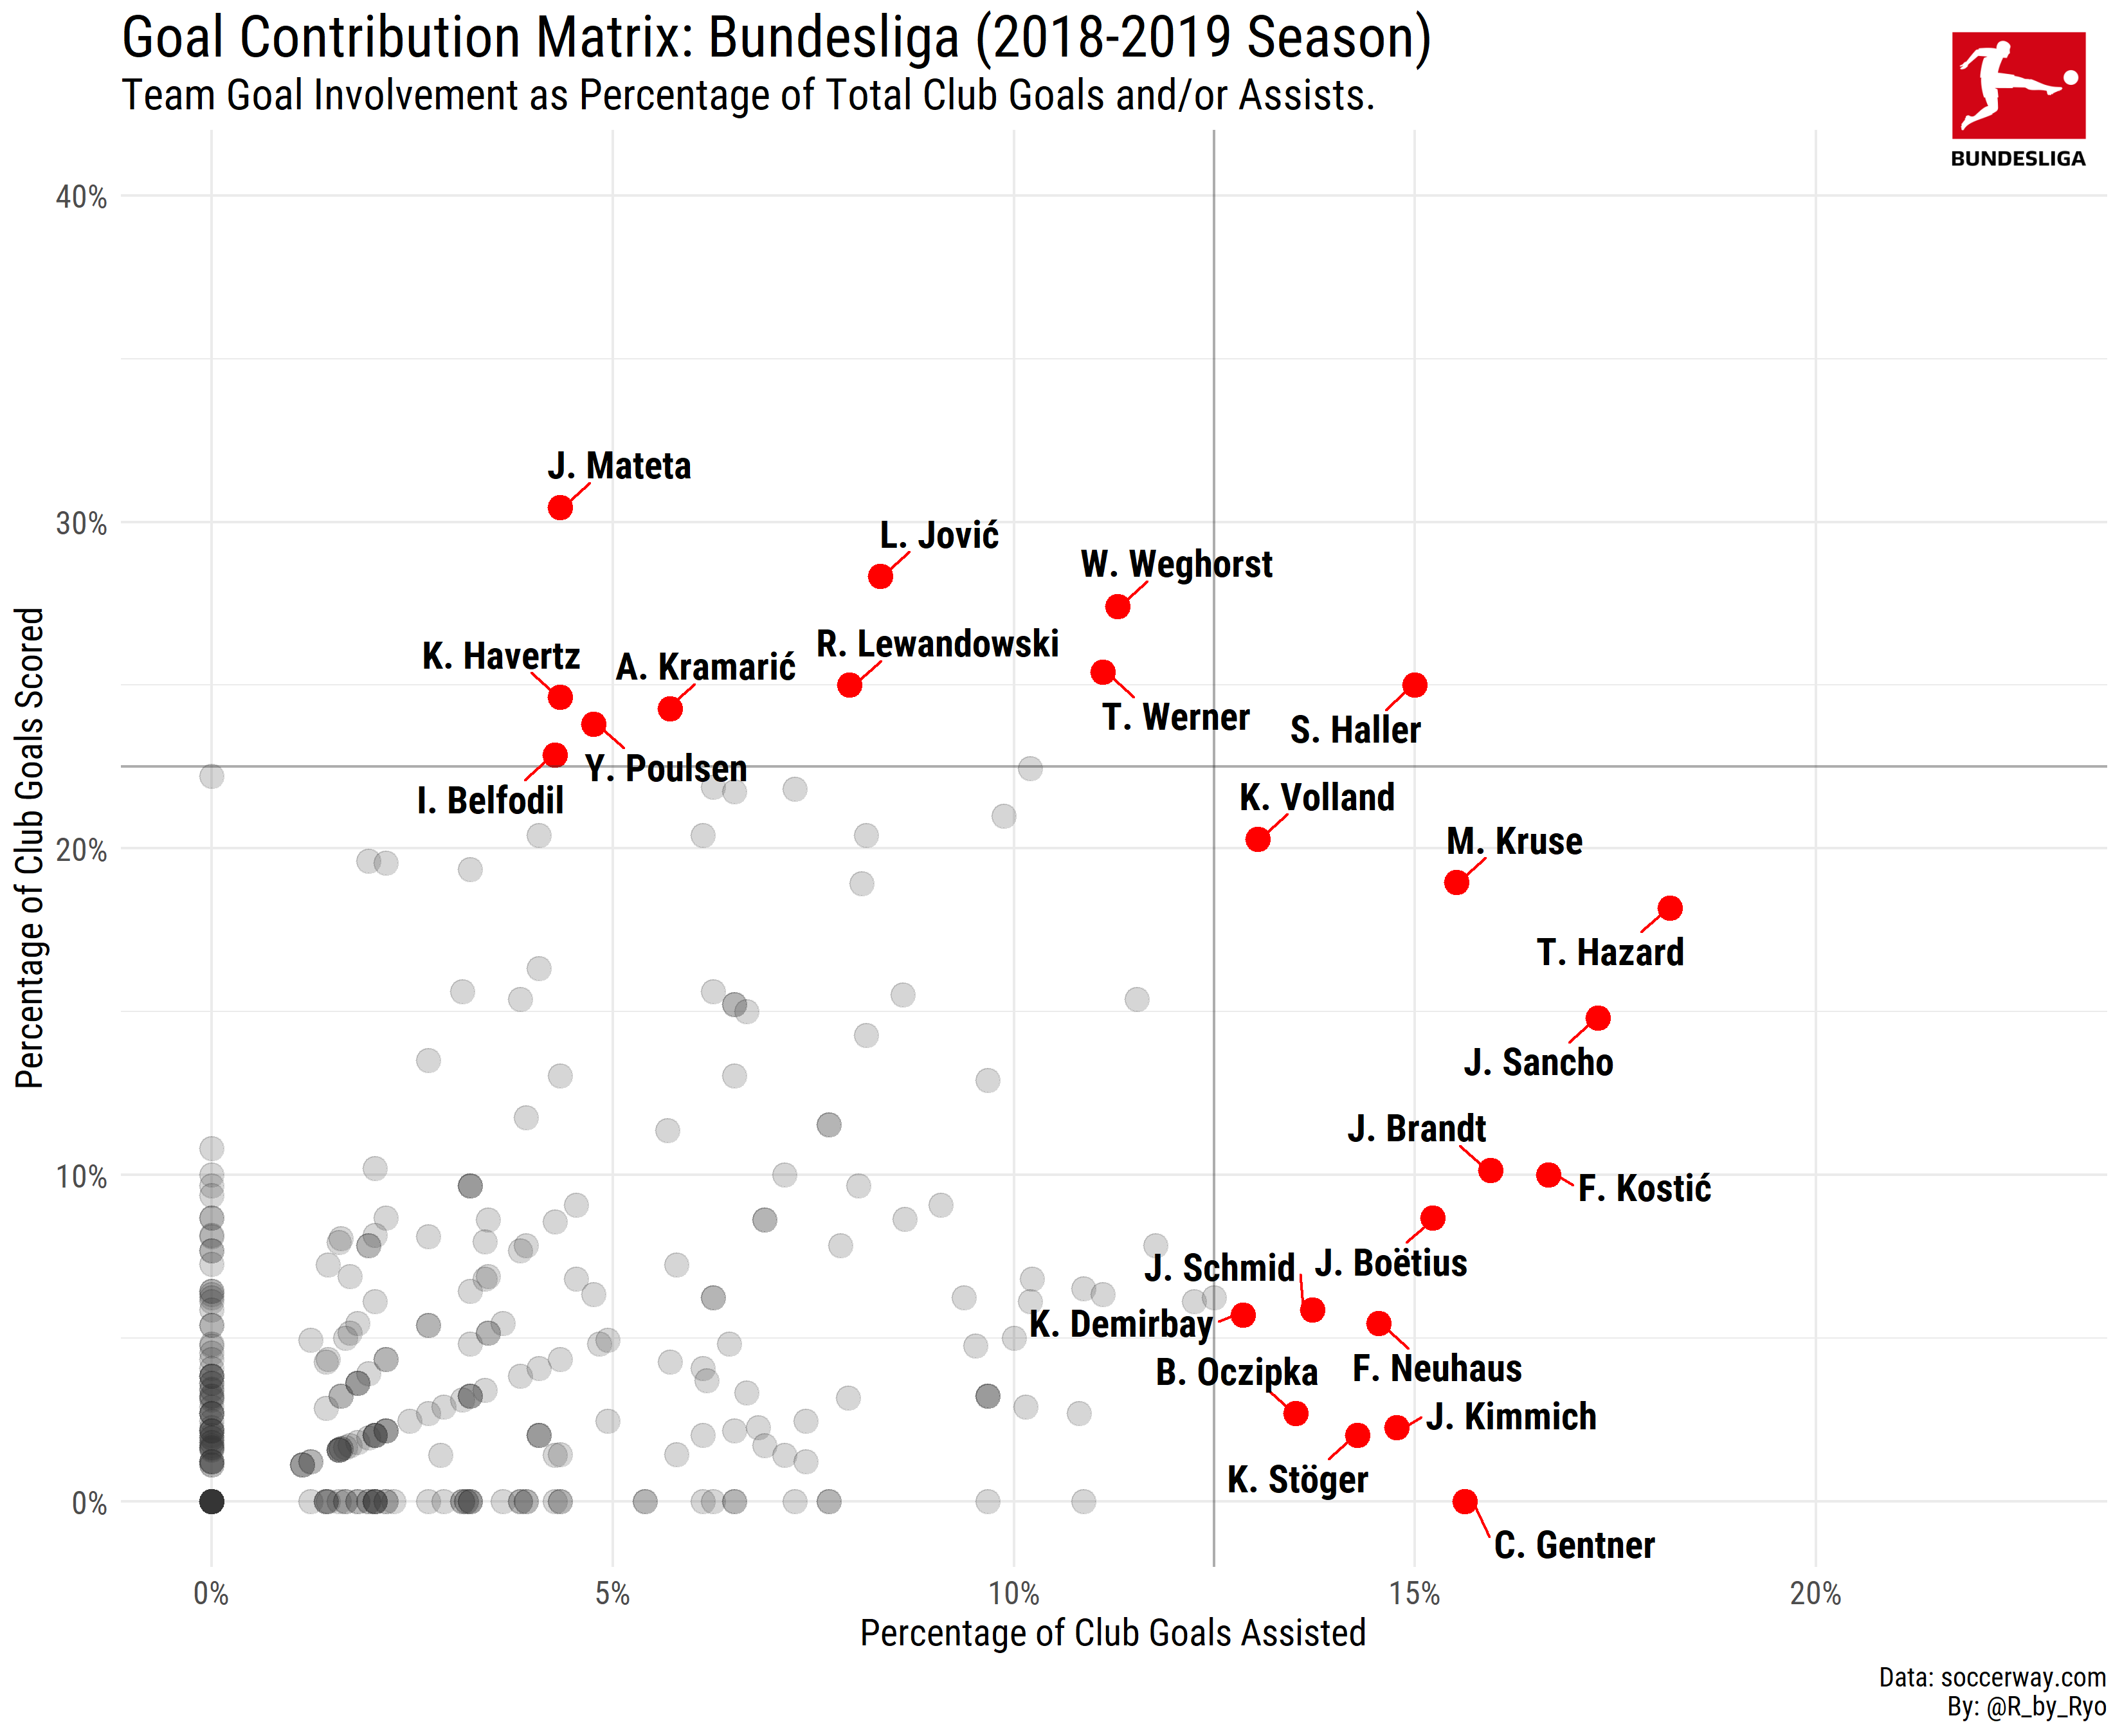 Goal Contribution Matrix: Bundesliga (2018-2019 Season)
Team Goal Involvement as Percentage of Total Club Goals and/or Assists.
BUNDESLIGA
40%
30%
20%
10%
0%
Percentage of Club Goals Scored
J. Mateta
L. Jović
W. Weghorst
R. Lewandowski
K. Havertz
A. Kramarić
T. Werner
S. Haller
Y. Poulsen
I. Belfodil
K. Volland
M. Kruse
T. Hazard
J. Sancho
J. Brandt
F. Kostić
J. Schmid
J. Boëtius
K. Demirbay
B. Oczipka
F. Neuhaus
J. Kimmich
K. Stöger
C. Gentner
0%
5%
10%
15%
20%
Percentage of Club Goals Assisted
Data: soccerway.com
By: @R_by_Ryo